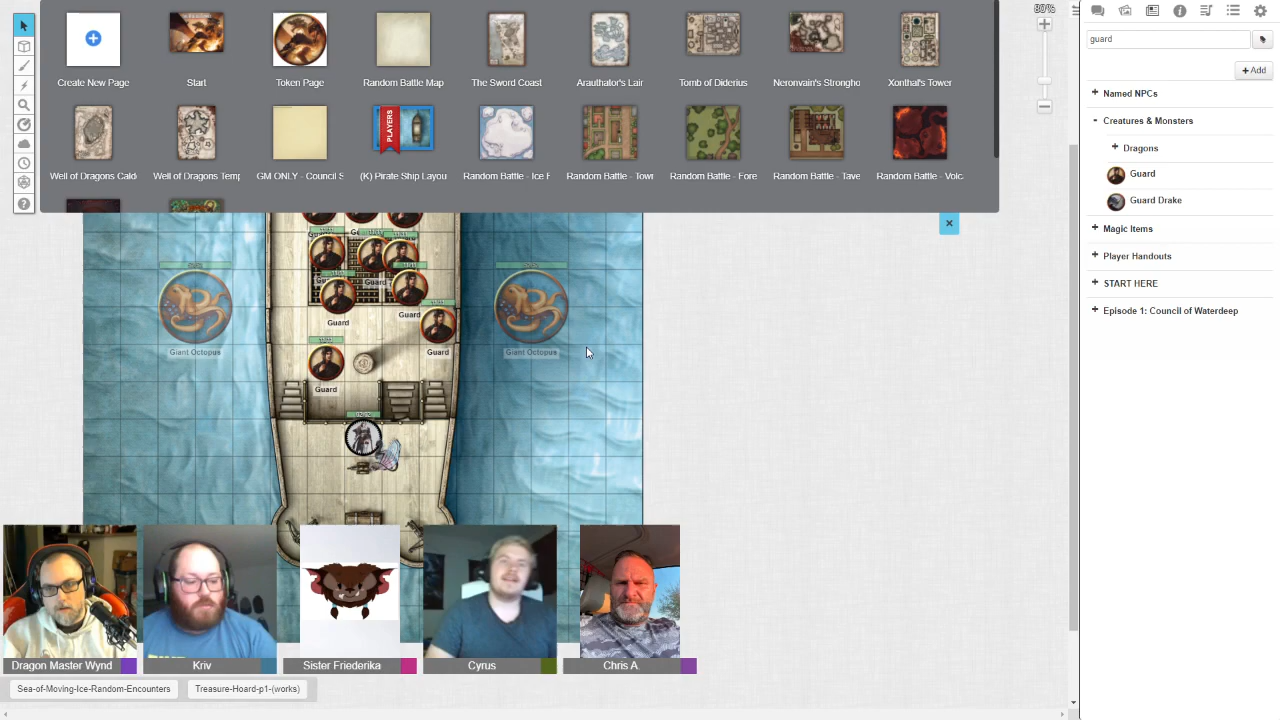 80%
guard
Create New Page
Start
Token Page
Random Battle Map
The Sword Coast
Arauthator's Lair
Tomb of Diderius
Neronvain's Strongho
Xonthal's Tower
+ Add
Named NPCs
Creatures & Monsters
Dragons
Guard
Guard Drake
Magic Items
Player Handouts
START HERE
Episode 1: Council of Waterdeep
PLAYERS
Well of Dragons Cald
Well of Dragons Temp
GM ONLY - Council S
(K) Pirate Ship Layou
Random Battle - Ice F
Random Battle - Town
Random Battle - Fore
Random Battle - Tave
Random Battle - Volc
Guard
Guard
Guard
Guard
Guard
Guard
Giant Octopus
Giant Octopus
Dragon Master Wynd
Kriv
Sister Friederika
Cyrus
Chris A.
Sea-of-Moving-Ice-Random-Encounters
Treasure-Hoard-p1-(works)